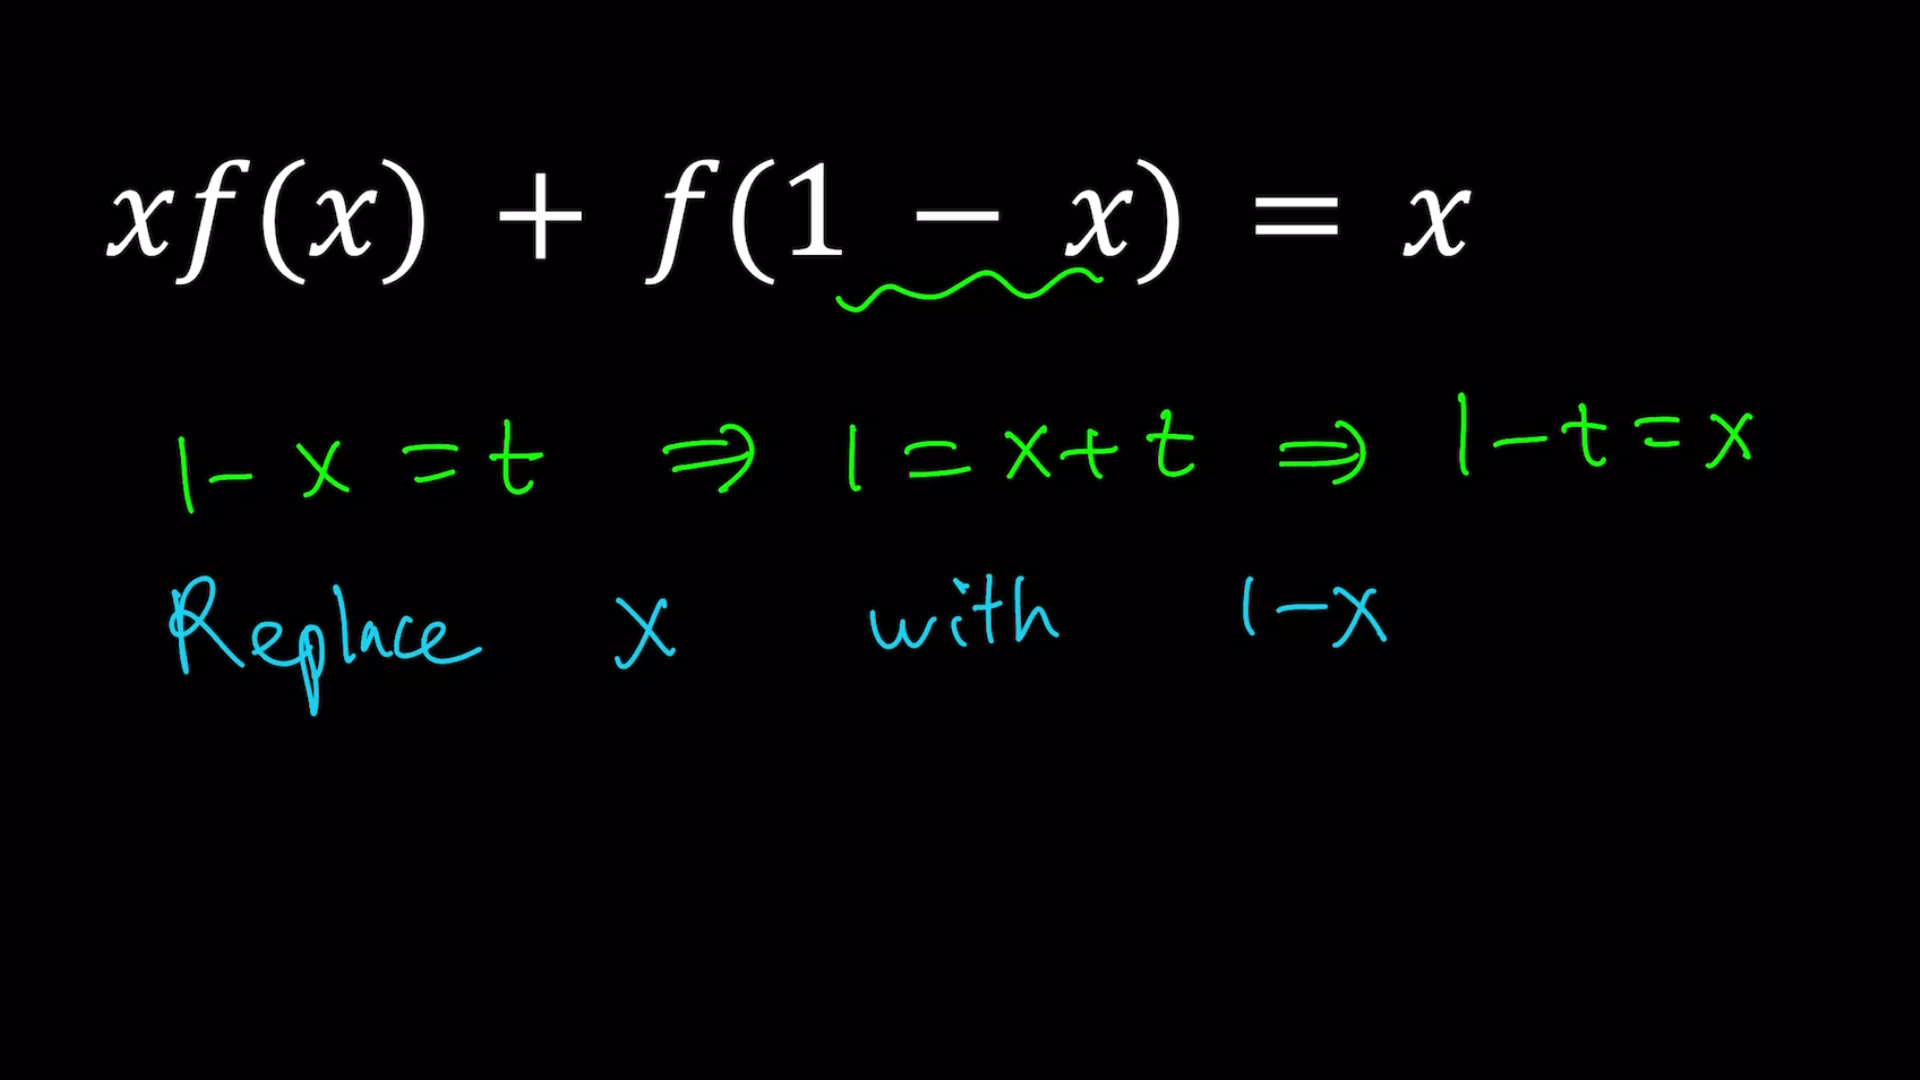 xf(x) + f(1 − x) = x
1 − x = t ⇒ 1 = x + t ⇒ 1 − t = x
Replace x with 1 − x